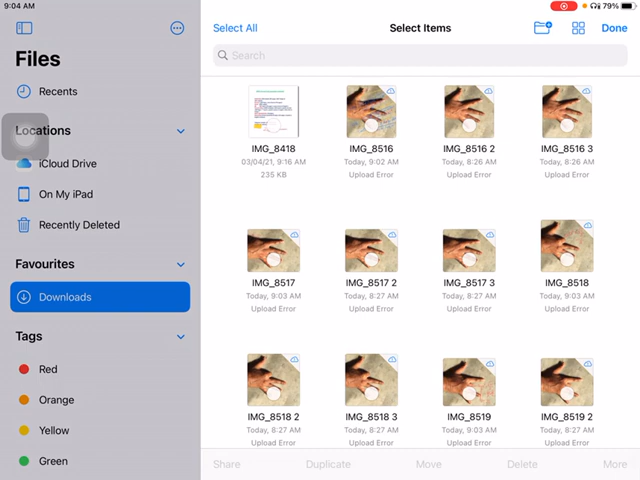 9:04 AM
79%
Select All
Select Items
Done
Files
Search
Recents
Locations
iCloud Drive
On My iPad
Recently Deleted
Favourites
Downloads
Tags
Red
Orange
Yellow
Green
IMG_8418
03/04/21, 9:16 AM
235 KB
IMG_8516
Today, 9:02 AM
Upload Error
IMG_8516 2
Today, 8:26 AM
Upload Error
IMG_8516 3
Today, 8:26 AM
Upload Error
IMG_8517
Today, 9:03 AM
Upload Error
IMG_8517 2
Today, 8:27 AM
Upload Error
IMG_8517 3
Today, 8:27 AM
Upload Error
IMG_8518
Today, 9:03 AM
Upload Error
IMG_8518 2
Today, 8:27 AM
Upload Error
IMG_8518 3
Today, 8:27 AM
Upload Error
IMG_8519
Today, 9:03 AM
Upload Error
IMG_8519 2
Today, 8:27 AM
Upload Error
Share
Duplicate
Move
Delete
More